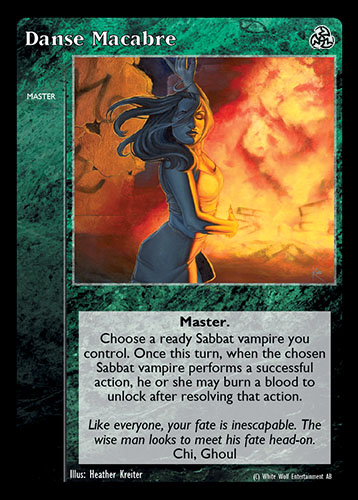 Danse Macabre
MASTER
Master.
Choose a ready Sabbat vampire you
control. Once this turn, when the chosen
Sabbat vampire performs a successful
action, he or she may burn a blood to
unlock after resolving that action.
Like everyone, your fate is inescapable. The
wise man looks to meet his fate head-on.
Chi, Ghoul
Illus: Heather Kreiter
(C) White Wolf Entertainment AB